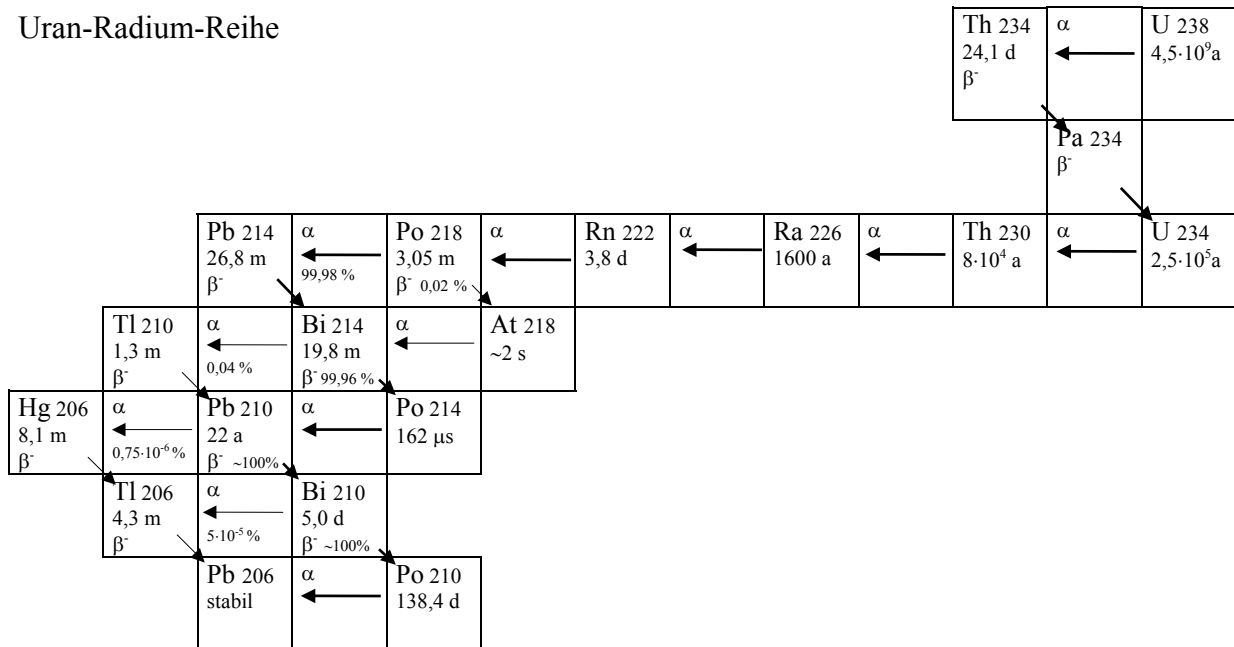 Uran-Radium-Reihe
Th 234
24,1 d
β⁻
α
U 238
4,5·10⁹a
Pa 234
β⁻
Pb 214
26,8 m
β⁻
α
99,98 %
Po 218
3,05 m
β⁻ 0,02 %
α
Rn 222
3,8 d
α
Ra 226
1600 a
α
Th 230
8·10⁴ a
α
U 234
2,5·10⁵a
Tl 210
1,3 m
β⁻
α
0,04 %
Bi 214
19,8 m
β⁻ 99,96 %
α
At 218
~2 s
Hg 206
8,1 m
β⁻
α
0,75·10⁻⁶ %
Pb 210
22 a
β⁻ ~100%
α
Po 214
162 μs
Tl 206
4,3 m
β⁻
α
5·10⁻⁵ %
Bi 210
5,0 d
β⁻ ~100%
Pb 206
stabil
α
Po 210
138,4 d